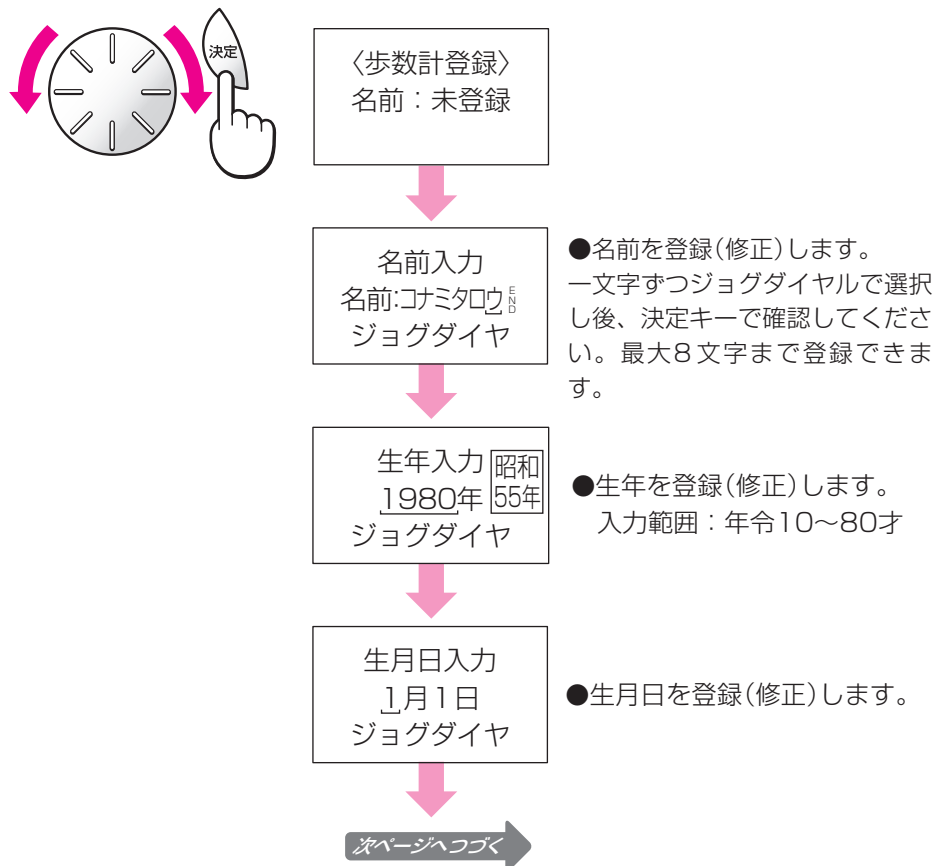 決定
〈歩数計登録〉
名前：未登録
名前入力
名前:コナミタロウEND
ジョグダイヤ
●名前を登録(修正)します。
一文字ずつジョグダイヤルで選択
し後、決定キーで確認してくださ
い。最大8文字まで登録できま
す。
生年入力 昭和
1980年 55年
ジョグダイヤ
●生年を登録(修正)します。
入力範囲：年令10〜80才
生月日入力
1月1日
ジョグダイヤ
●生月日を登録(修正)します。
次ページへつづく